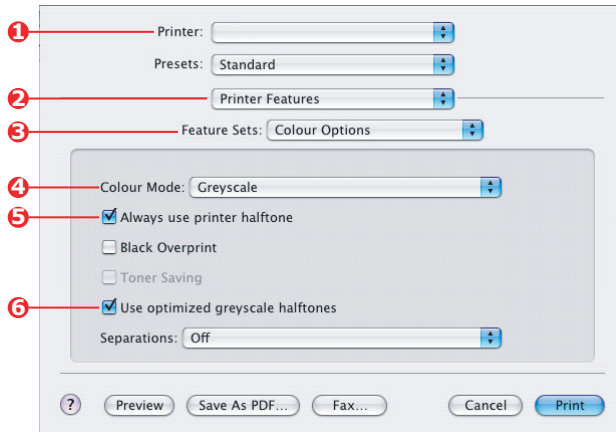 1 Printer:
Presets: Standard
2 Printer Features
3 Feature Sets: Colour Options
4 Colour Mode: Greyscale
5 Always use printer halftone
Black Overprint
Toner Saving
6 Use optimized greyscale halftones
Separations: Off
? Preview Save As PDF... Fax... Cancel Print